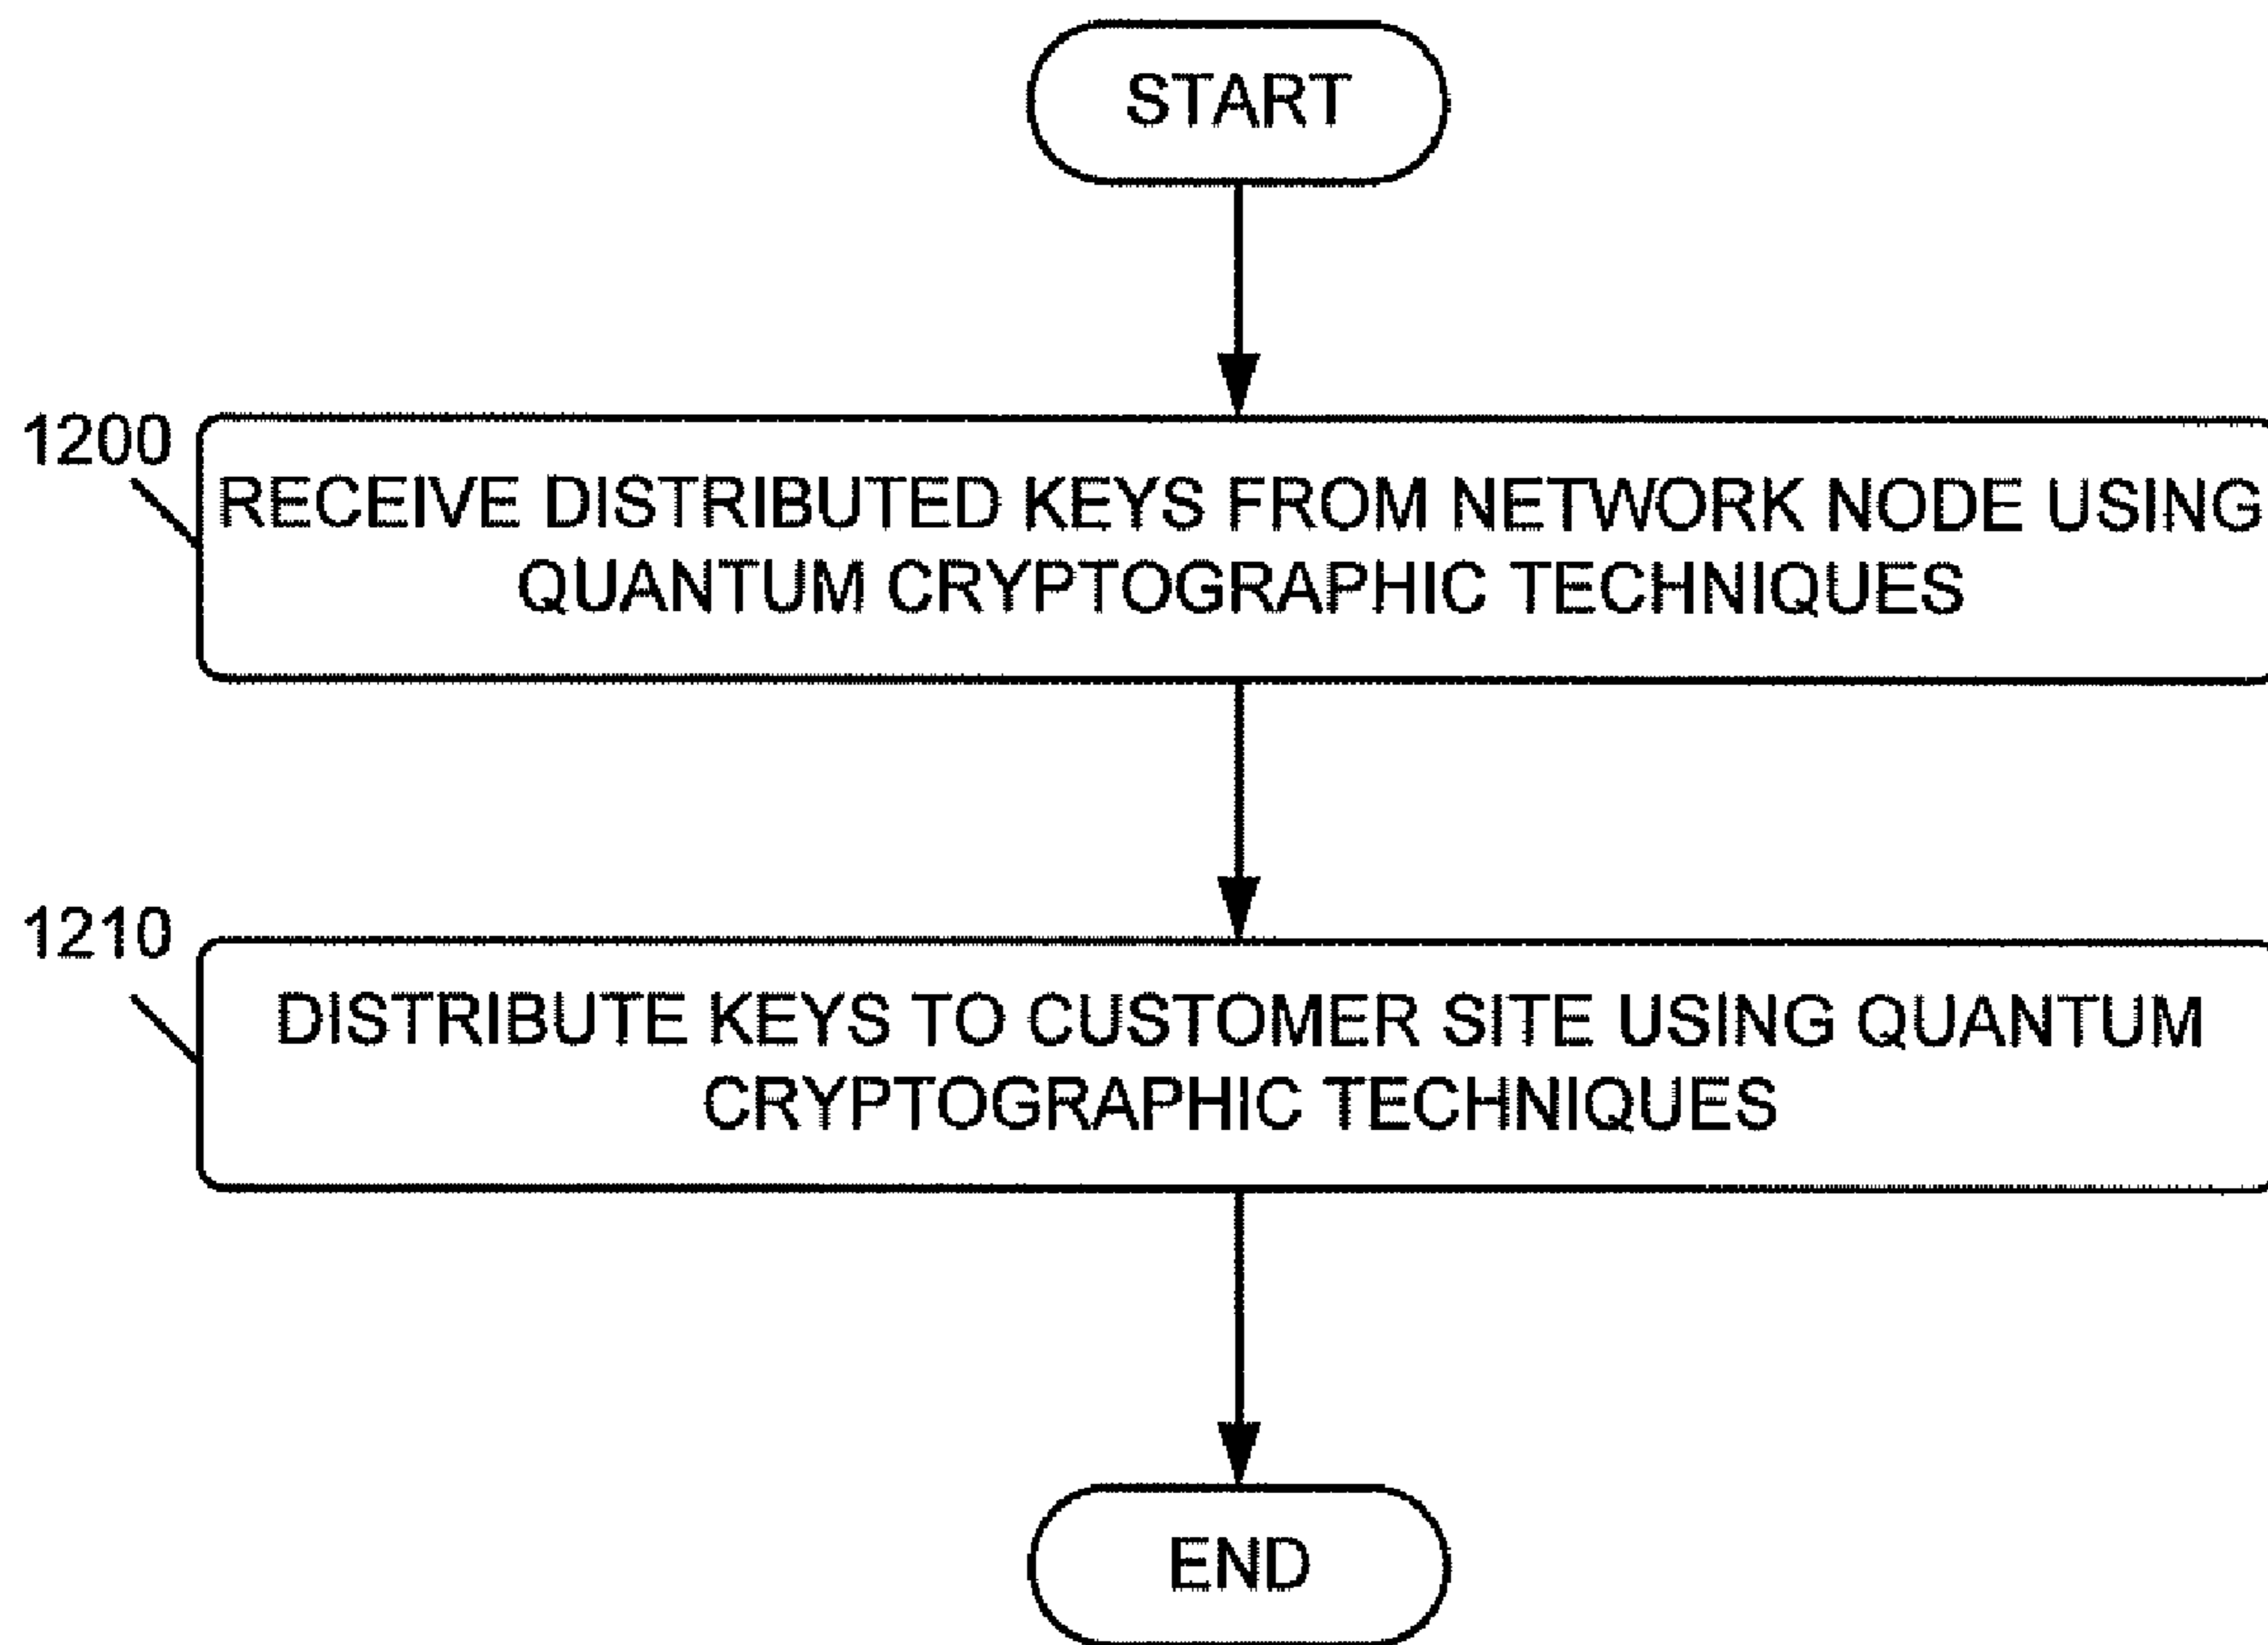 START
1200
RECEIVE DISTRIBUTED KEYS FROM NETWORK NODE USING
QUANTUM CRYPTOGRAPHIC TECHNIQUES
1210
DISTRIBUTE KEYS TO CUSTOMER SITE USING QUANTUM
CRYPTOGRAPHIC TECHNIQUES
END